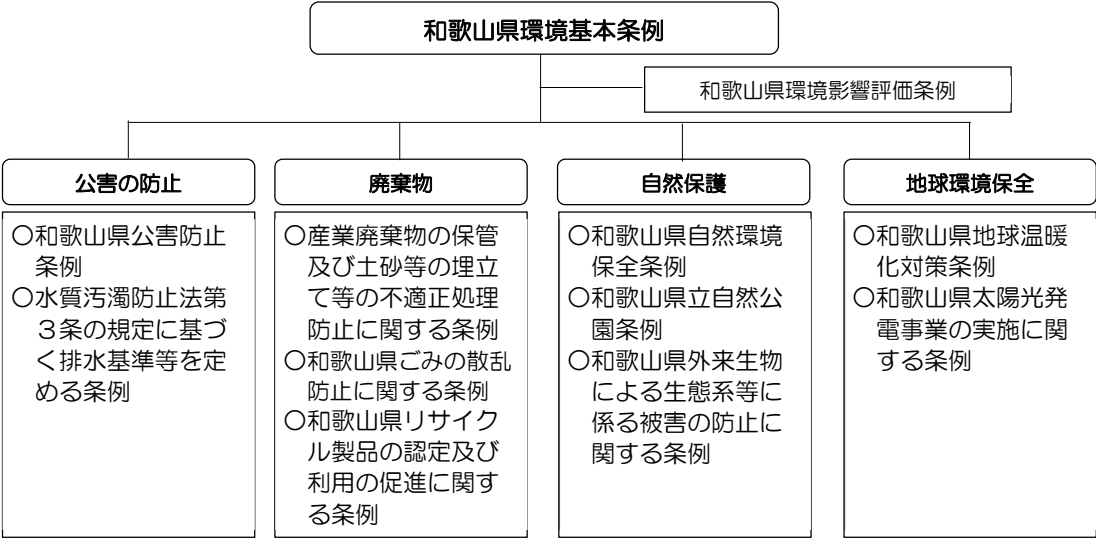 和歌山県環境基本条例
和歌山県環境影響評価条例
公害の防止
○和歌山県公害防止
条例
○水質汚濁防止法第
３条の規定に基づ
く排水基準等を定
める条例
廃棄物
○産業廃棄物の保管
及び土砂等の埋立
て等の不適正処理
防止に関する条例
○和歌山県ごみの散乱
防止に関する条例
○和歌山県リサイク
ル製品の認定及び
利用の促進に関す
る条例
自然保護
○和歌山県自然環境
保全条例
○和歌山県立自然公
園条例
○和歌山県外来生物
による生態系等に
係る被害の防止に
関する条例
地球環境保全
○和歌山県地球温暖
化対策条例
○和歌山県太陽光発
電事業の実施に関
する条例